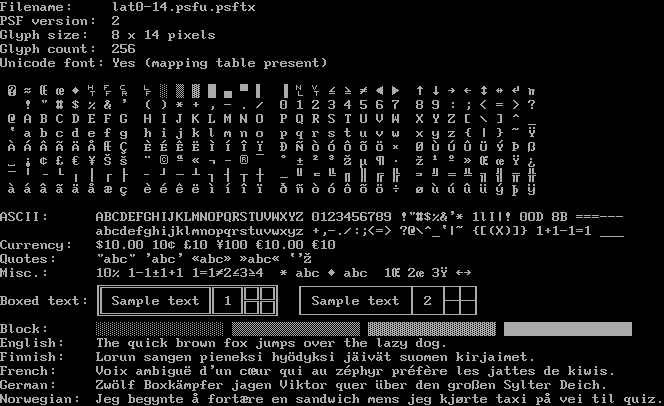 Filename: lat0-14.psfu.psftx
PSF version: 2
Glyph size: 8 x 14 pixels
Glyph count: 256
Unicode font: Yes (mapping table present)
≈ Œ œ ♦ ░ ▒ ▓ █ ▄ ▀ ≤ ≥ ≠ ◀ ▶ ↑ ↓ → ← ↕ ↔
! " # $ % & ' ( ) * + , - . / 0 1 2 3 4 5 6 7 8 9 : ; < = > ?
@ A B C D E F G H I J K L M N O P Q R S T U V W X Y Z [ \ ] ^ _
` a b c d e f g h i j k l m n o p q r s t u v w x y z { | } ~ Ÿ
¡ ¢ £ € ¥ Š š © ª « ¬ - ® ¯ ° ± ² ³ Ž µ ¶ · ž ¹ º » Œ œ Ÿ ¿
à á â ã ä å æ ç è é ê ë ì í î ï ð ñ ò ó ô õ ö ÷ ø ù ú û ü ý þ ÿ
ASCII: ABCDEFGHIJKLMNOPQRSTUVWXYZ 0123456789 !"#$%&'* 1lI|! 0OD 8B ===---
abcdefghijklmnopqrstuvwxyz +,-./:;<=> ?@\^_`|~ {[(X)]} 1+1-1=1 ___
Currency: $10.00 10¢ £10 ¥100 €10.00 €10
Quotes: "abc" 'abc' «abc» »abc« `'ž
Misc.: 10% 1-1±1+1 1=1≠2≤3≥4 * abc ♦ abc 10Œ 2œ 3Ÿ ↔
Boxed text: Sample text 1 Sample text 2
Block: ░ ▒ ▓ █
English: The quick brown fox jumps over the lazy dog.
Finnish: Lorun sangen pieneksi hyödyksi jäivät suomen kirjaimet.
French: Voix ambiguë d'un cœur qui au zéphyr préfère les jattes de kiwis.
German: Zwölf Boxkämpfer jagen Viktor quer über den großen Sylter Deich.
Norwegian: Jeg begynte å fortære en sandwich mens jeg kjørte taxi på vei til quiz.